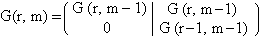 G(r, m) = ( G (r, m – 1) | G (r, m–1)
0 | G (r–1, m–1) )